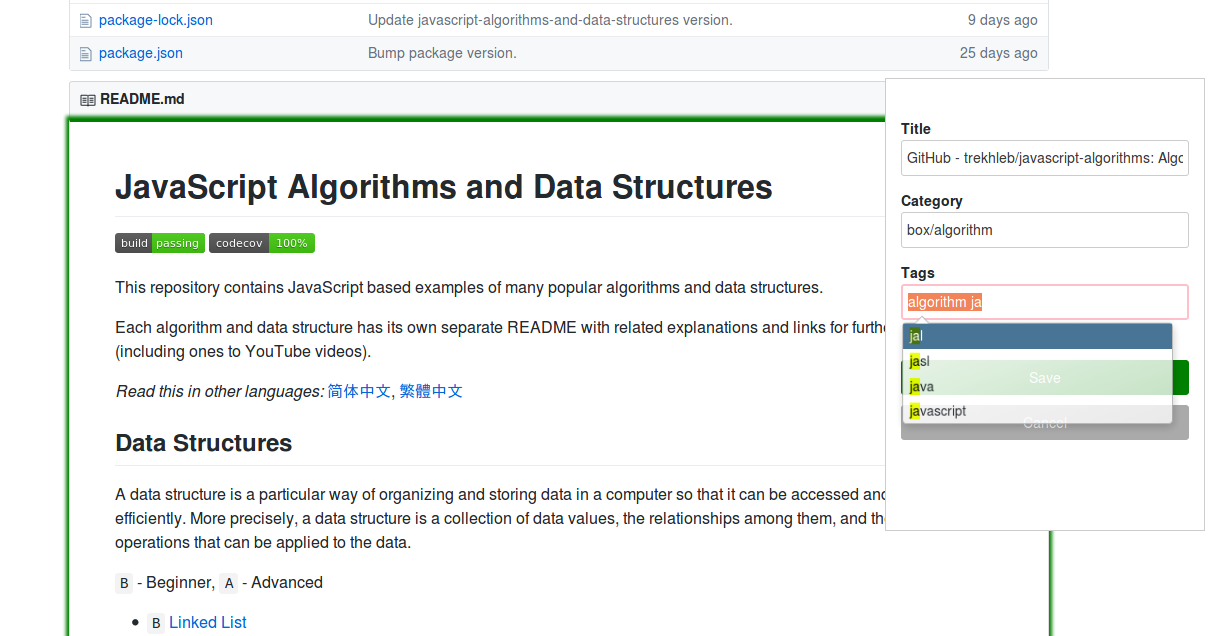 package-lock.json Update javascript-algorithms-and-data-structures version. 9 days ago
package.json Bump package version. 25 days ago
README.md
JavaScript Algorithms and Data Structures
build passing codecov 100%
This repository contains JavaScript based examples of many popular algorithms and data structures.
Each algorithm and data structure has its own separate README with related explanations and links for
(including ones to YouTube videos).
Read this in other languages: 简体中文, 繁體中文
Data Structures
A data structure is a particular way of organizing and storing data in a computer so that it can be accessed
efficiently. More precisely, a data structure is a collection of data values, the relationships among them, and
operations that can be applied to the data.
B - Beginner, A - Advanced
B Linked List
Title
GitHub - trekhleb/javascript-algorithms: Algo
Category
box/algorithm
Tags
algorithm ja
jal
jasl
java
javascript
Save
Cancel